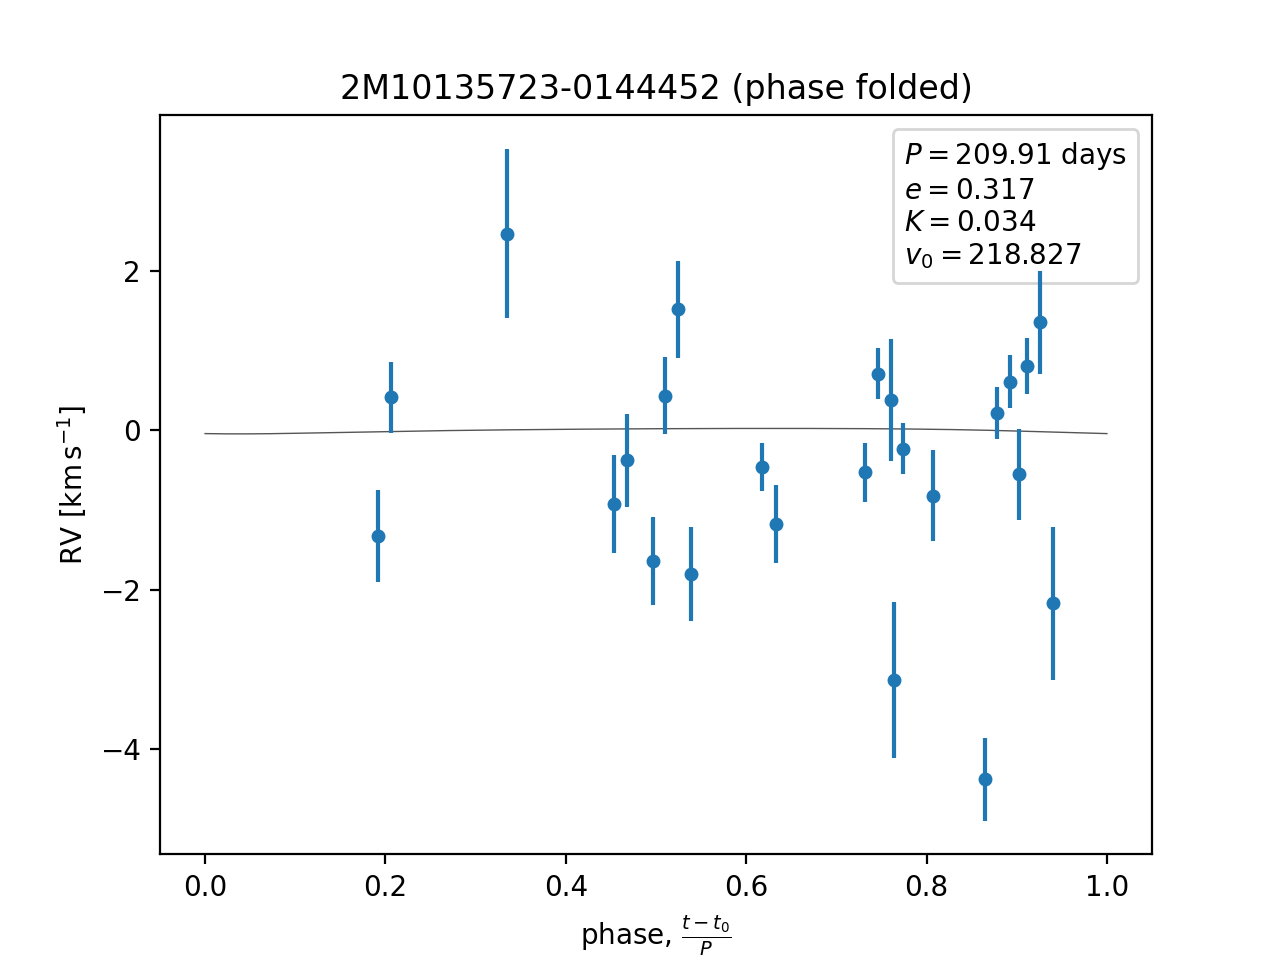 2M10135723-0144452 (phase folded)
P = 209.91 days
e = 0.317
K = 0.034
v₀ = 218.827
2
0
−2
−4
RV [km s⁻¹]
0.0 0.2 0.4 0.6 0.8 1.0
phase, (t − t₀)/P